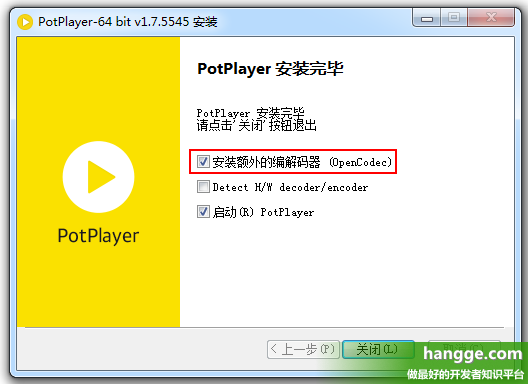 PotPlayer-64 bit v1.7.5545 安装
PotPlayer 安装完毕
PotPlayer 安装完毕
请点击'关闭'按钮退出
安装额外的编解码器 (OpenCodec)
Detect H/W decoder/encoder
启动(R) PotPlayer
PotPlayer
< 上一步(P)
关闭(L)
hangge.com
做最好的开发者知识平台